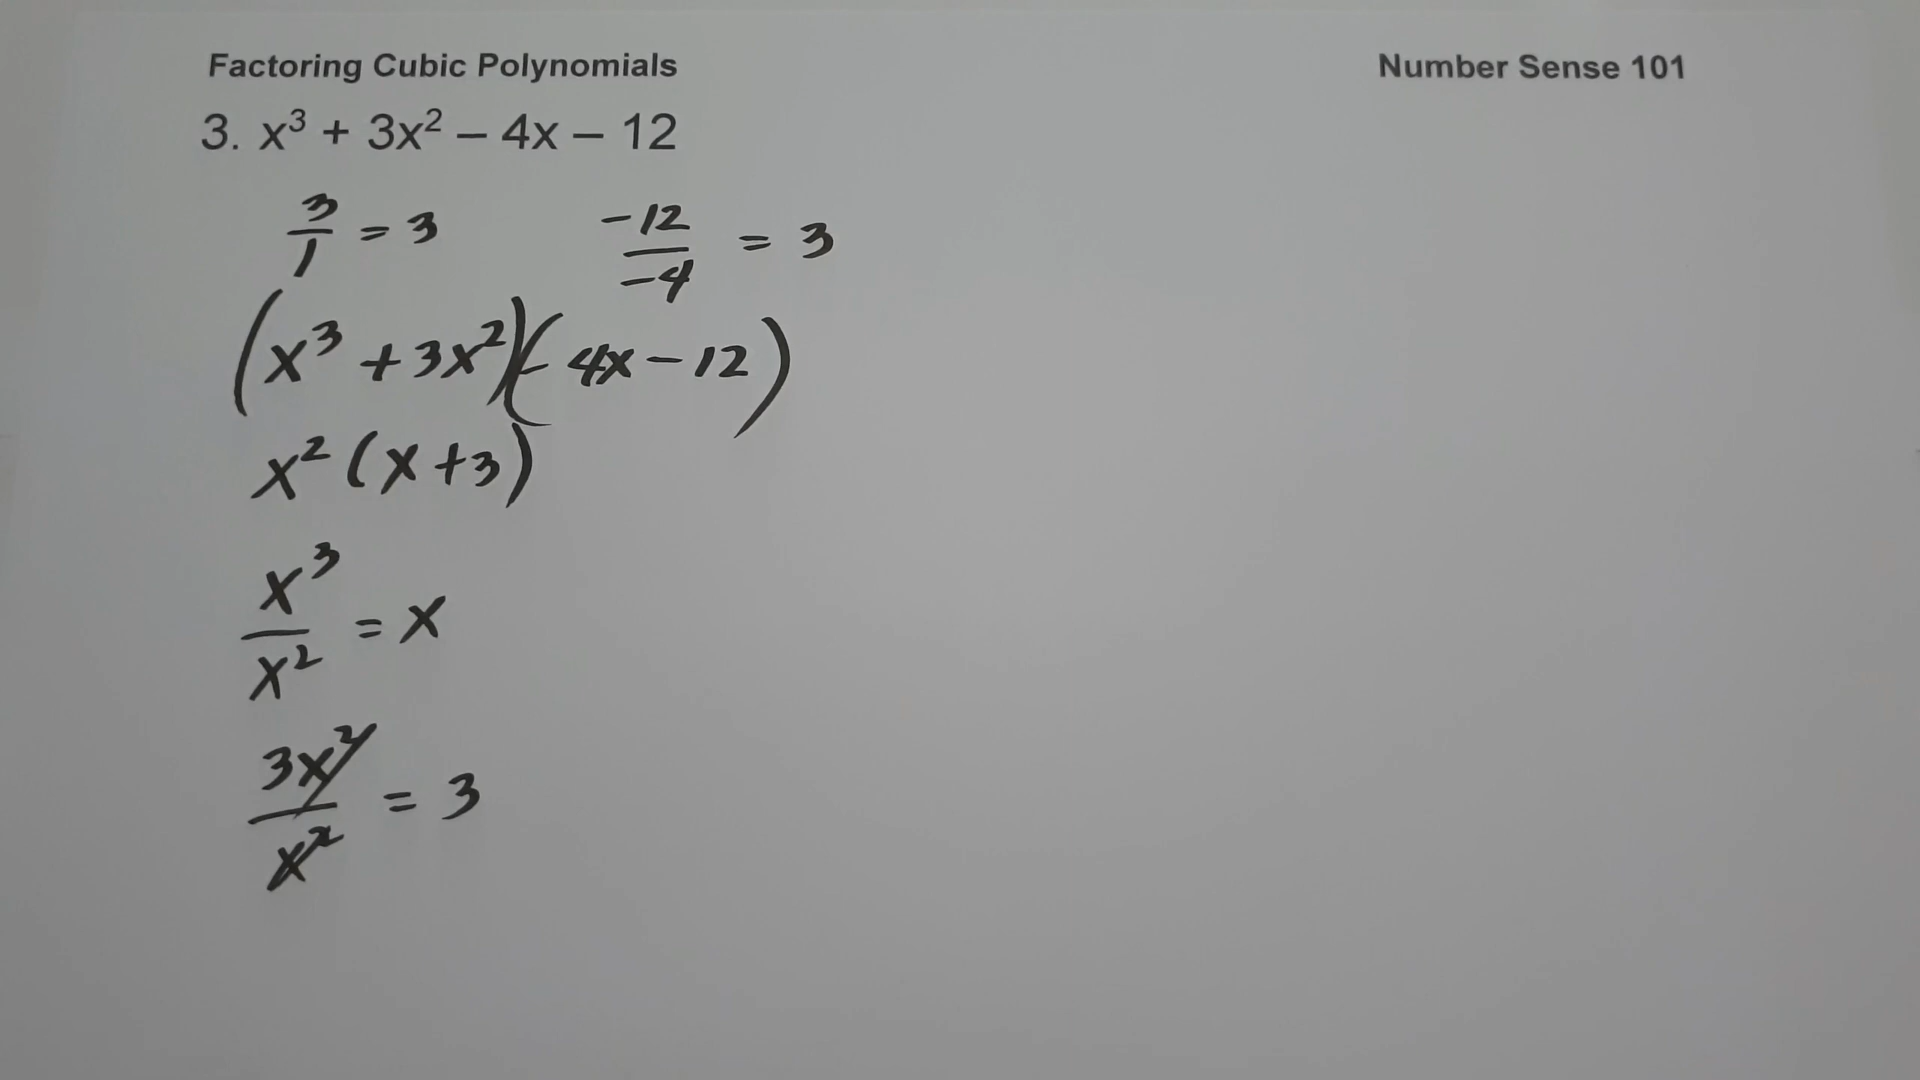 Factoring Cubic Polynomials Number Sense 101
3. x³ + 3x² – 4x – 12
3/1 = 3 -12/-4 = 3
(x³ + 3x²)(- 4x - 12)
x² (x + 3)
x³/x² = x
3x²/x² = 3